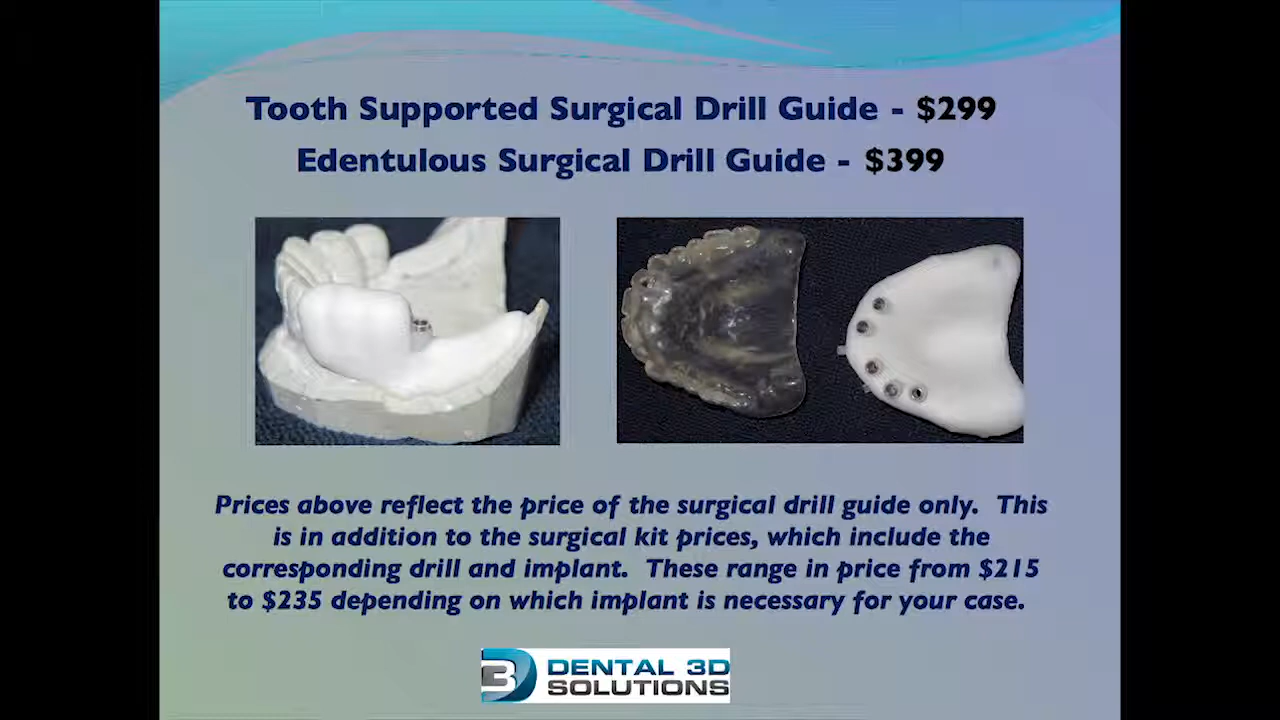 Tooth Supported Surgical Drill Guide - $299
Edentulous Surgical Drill Guide - $399
Prices above reflect the price of the surgical drill guide only. This
is in addition to the surgical kit prices, which include the
corresponding drill and implant. These range in price from $215
to $235 depending on which implant is necessary for your case.
3D DENTAL 3D
SOLUTIONS